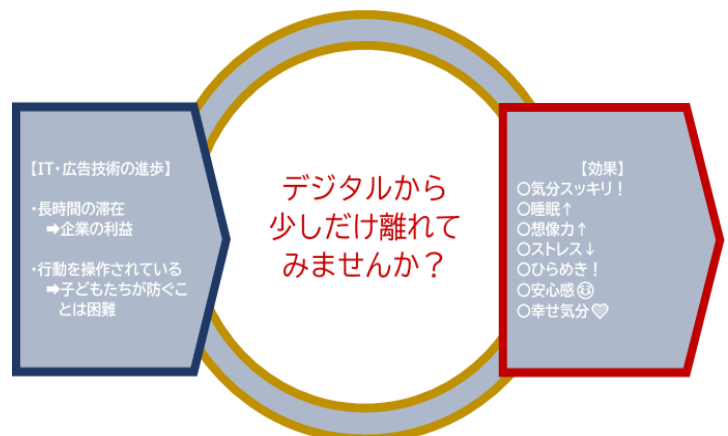 【IT・広告技術の進歩】
・長時間の滞在
➡企業の利益
・行動を操作されている
➡子どもたちが防ぐこ
とは困難
デジタルから
少しだけ離れて
みませんか？
【効果】
〇気分スッキリ！
〇睡眠↑
〇想像力↑
〇ストレス↓
〇ひらめき！
〇安心感😊
〇幸せ気分♡